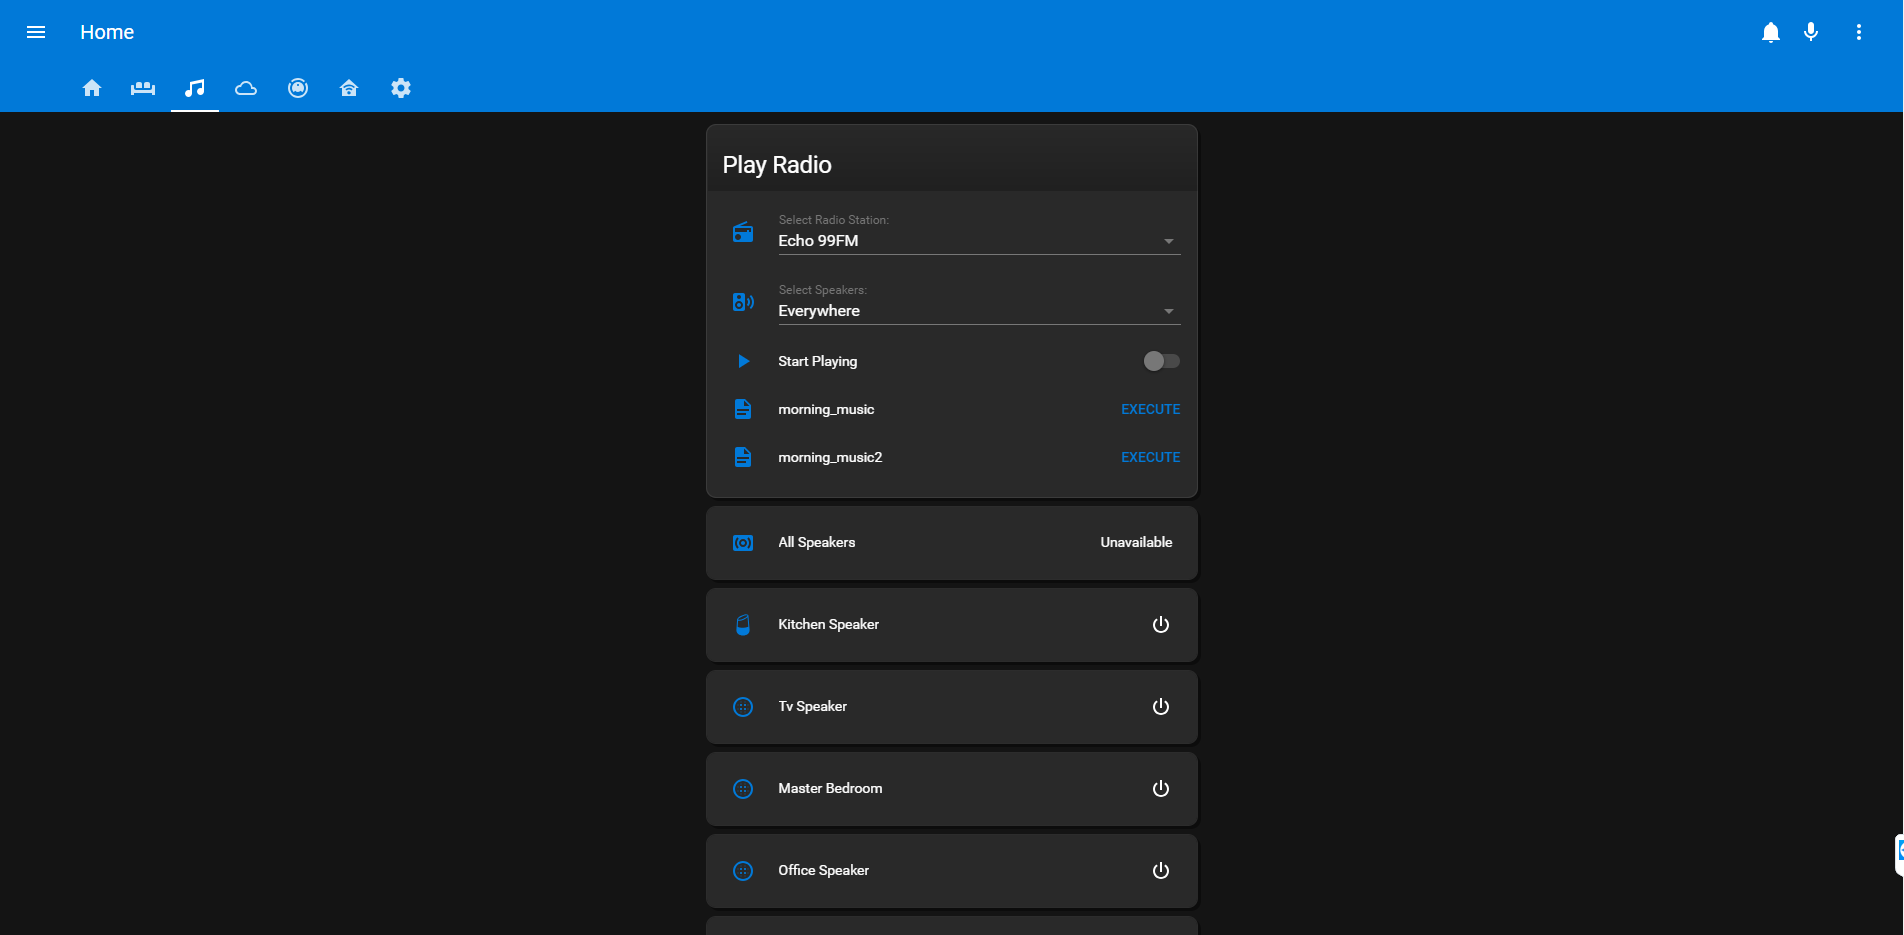 Home
Play Radio
Select Radio Station:
Echo 99FM
Select Speakers:
Everywhere
Start Playing
morning_music EXECUTE
morning_music2 EXECUTE
All Speakers Unavailable
Kitchen Speaker
Tv Speaker
Master Bedroom
Office Speaker